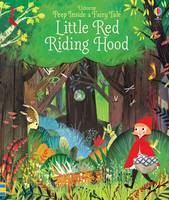 Usborne
Peep Inside a Fairy Tale
Little Red
Riding Hood